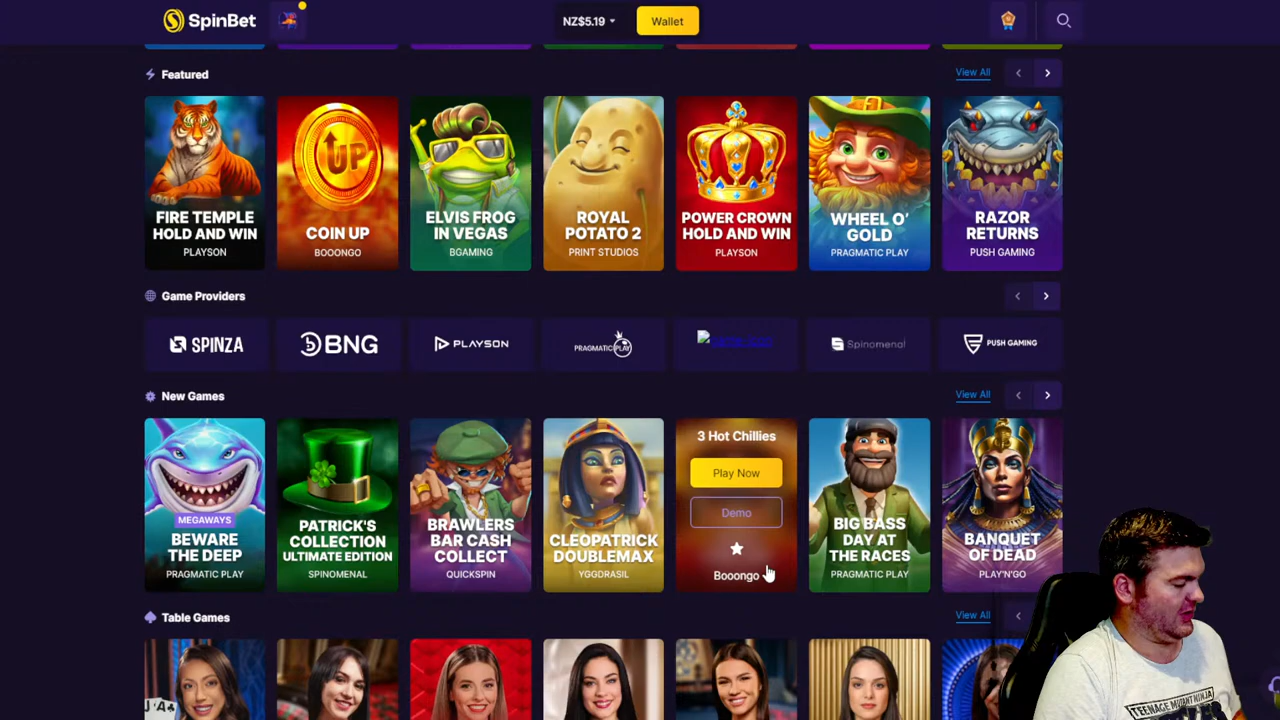 SpinBet
NZ$5.19
Wallet
Featured
View All
FIRE TEMPLE
HOLD AND WIN
PLAYSON
UP
COIN UP
BOOONGO
ELVIS FROG
IN VEGAS
BGAMING
ROYAL
POTATO 2
PRINT STUDIOS
POWER CROWN
HOLD AND WIN
PLAYSON
WHEEL O'
GOLD
PRAGMATIC PLAY
RAZOR
RETURNS
PUSH GAMING
Game Providers
SPINZA
BNG
PLAYSON
PRAGMATIC PLAY
Spinomenal
PUSH GAMING
New Games
View All
MEGAWAYS
BEWARE
THE DEEP
PRAGMATIC PLAY
PATRICK'S
COLLECTION
ULTIMATE EDITION
SPINOMENAL
BRAWLERS
BAR CASH
COLLECT
QUICKSPIN
CLEOPATRICK
DOUBLEMAX
YGGDRASIL
3 Hot Chillies
Play Now
Demo
Booongo
BIG BASS
DAY AT
THE RACES
PRAGMATIC PLAY
BANQUET
OF DEAD
PLAY'N'GO
Table Games
View All
TEENAGE MUTANT NINJA